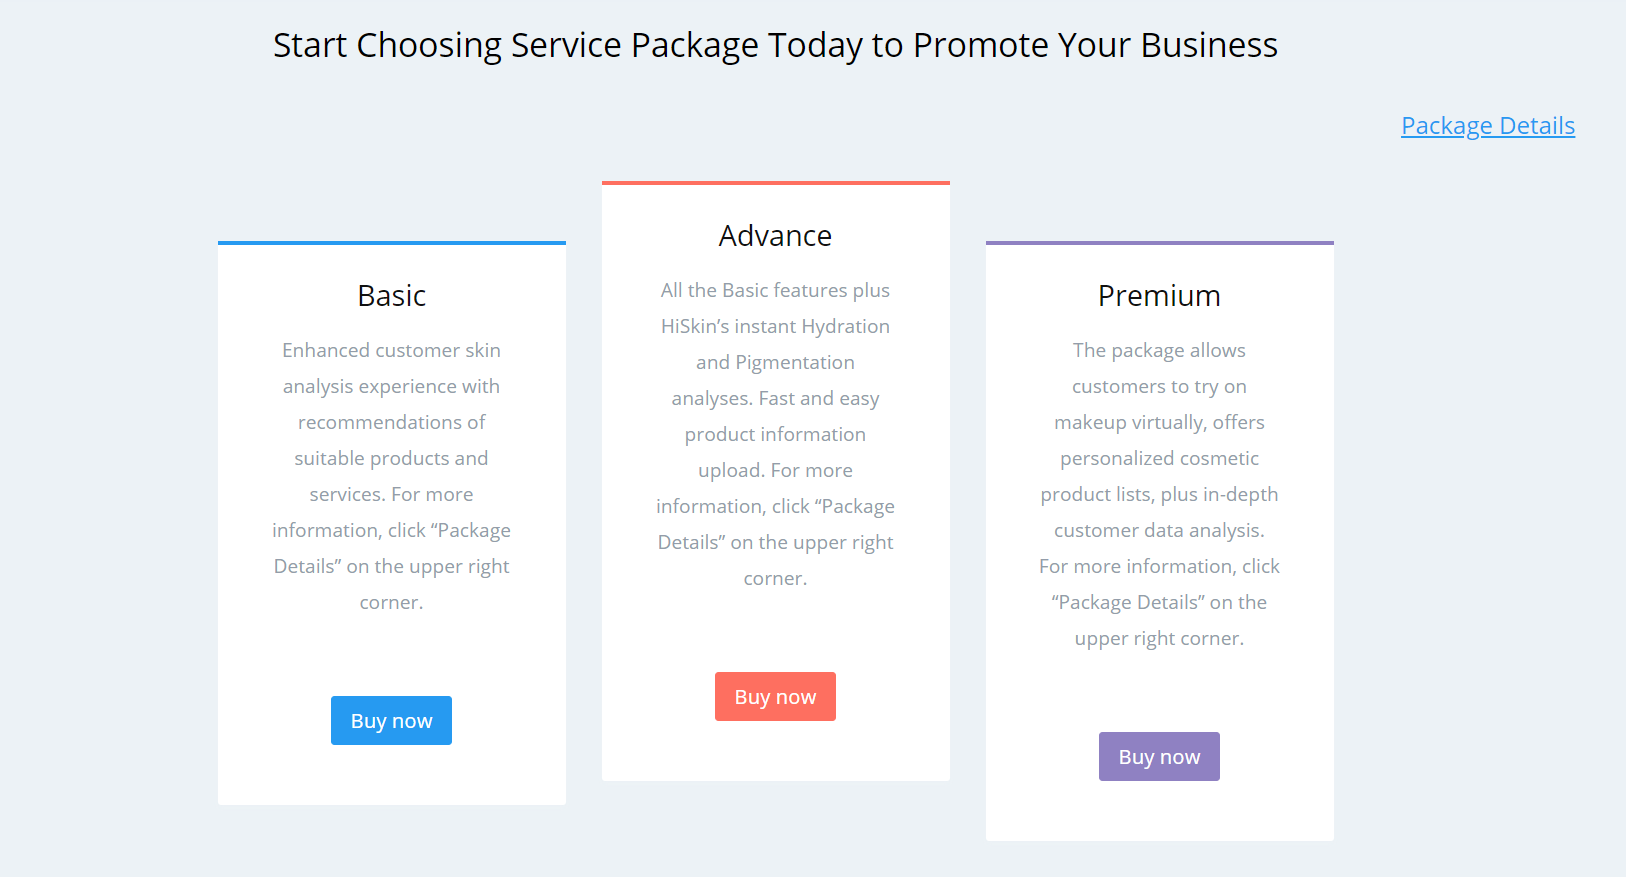 Start Choosing Service Package Today to Promote Your Business
Package Details
Basic
Enhanced customer skin
analysis experience with
recommendations of
suitable products and
services. For more
information, click “Package
Details” on the upper right
corner.
Buy now
Advance
All the Basic features plus
HiSkin’s instant Hydration
and Pigmentation
analyses. Fast and easy
product information
upload. For more
information, click “Package
Details” on the upper right
corner.
Buy now
Premium
The package allows
customers to try on
makeup virtually, offers
personalized cosmetic
product lists, plus in-depth
customer data analysis.
For more information, click
“Package Details” on the
upper right corner.
Buy now